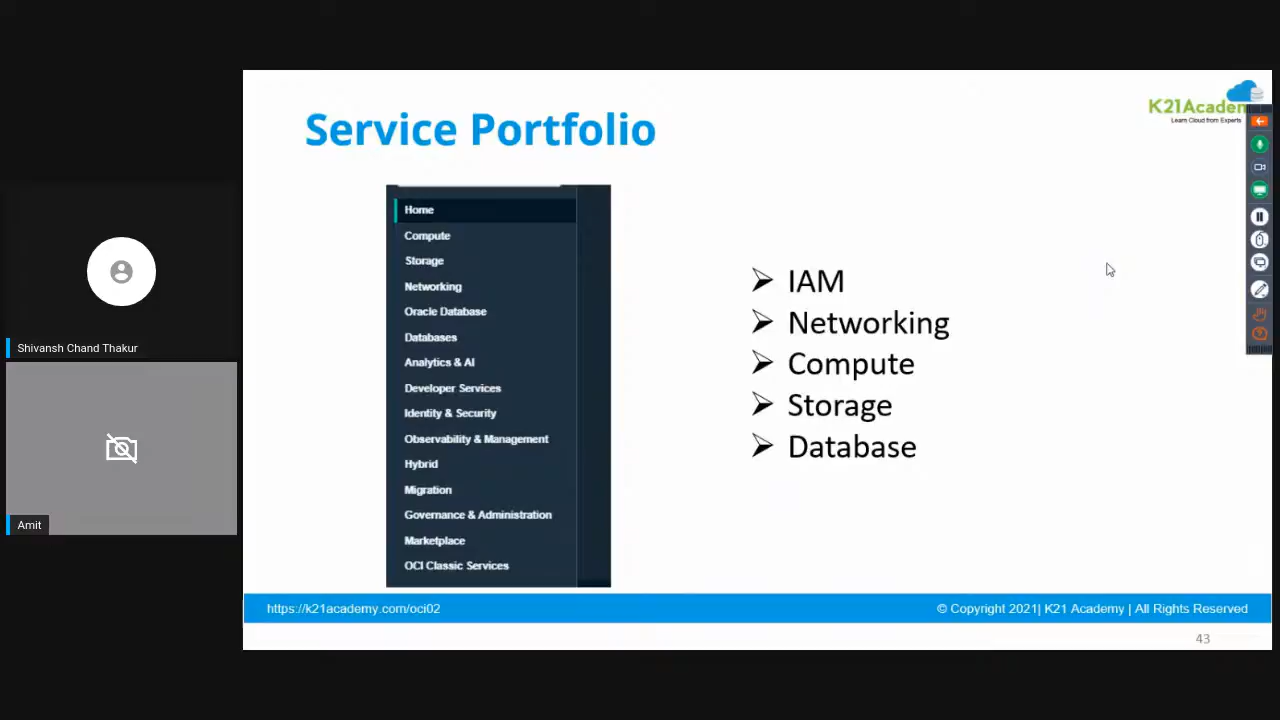 Service Portfolio
K21Academ
Learn Cloud from Experts
Home
Compute
Storage
Networking
Oracle Database
Databases
Analytics & AI
Developer Services
Identity & Security
Observability & Management
Hybrid
Migration
Governance & Administration
Marketplace
OCI Classic Services
➢ IAM
➢ Networking
➢ Compute
➢ Storage
➢ Database
Shivansh Chand Thakur
Amit
https://k21academy.com/oci02
© Copyright 2021| K21 Academy | All Rights Reserved
43